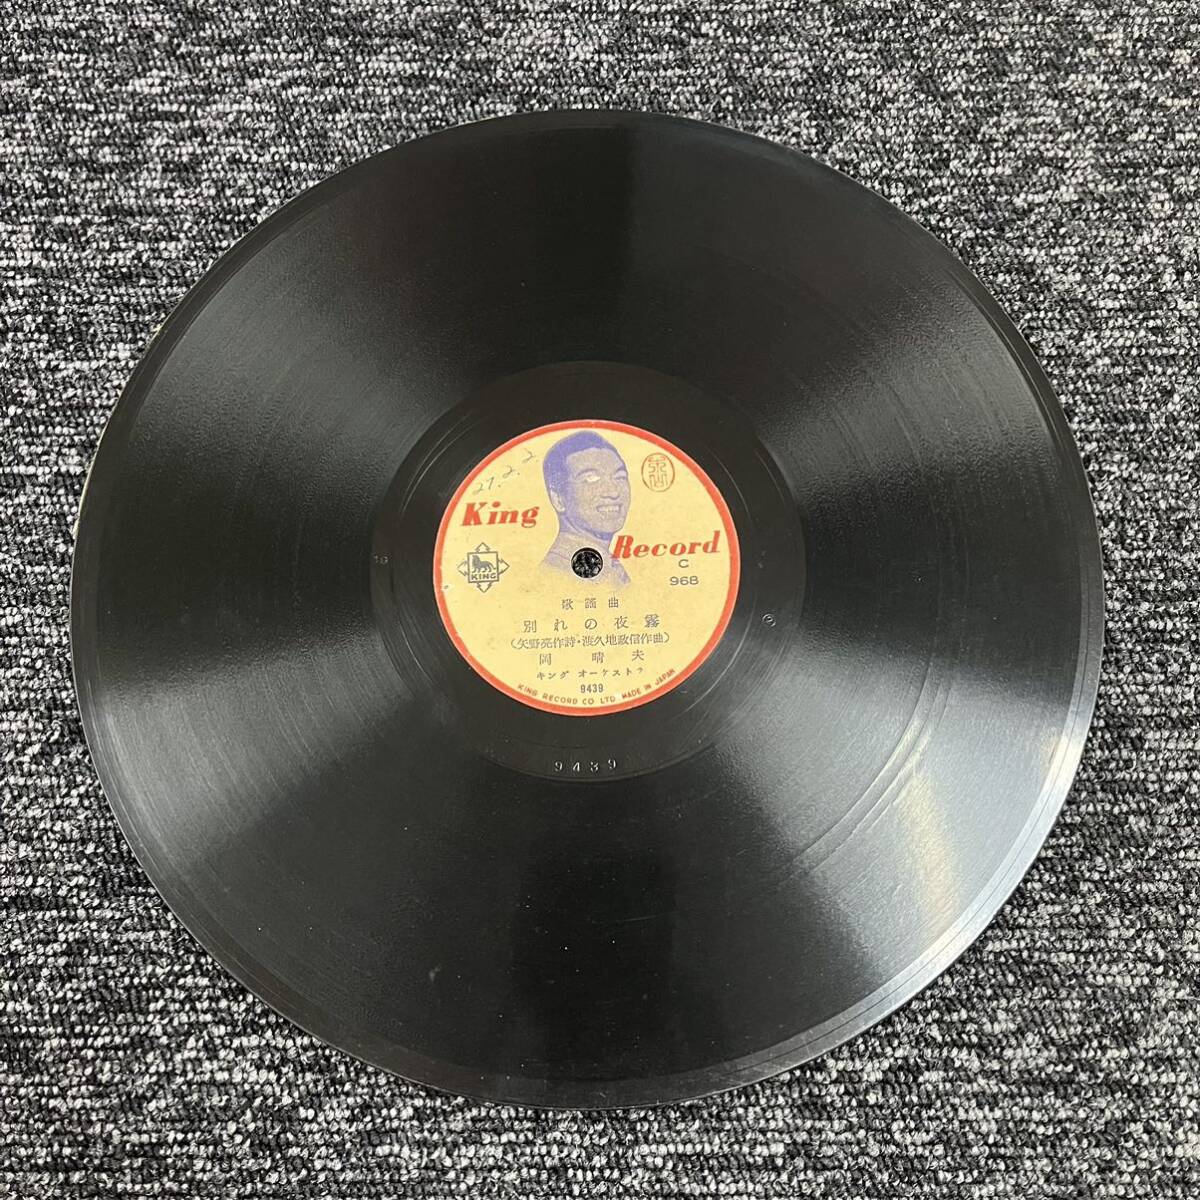 27.2.2
King
Record
C
968
KING
歌謡曲
別れの夜霧
(矢野亮作詩・渡久地政信作曲)
岡晴夫
キング オーケストラ
9439
KING RECORD CO LTD. MADE IN JAPAN
9439